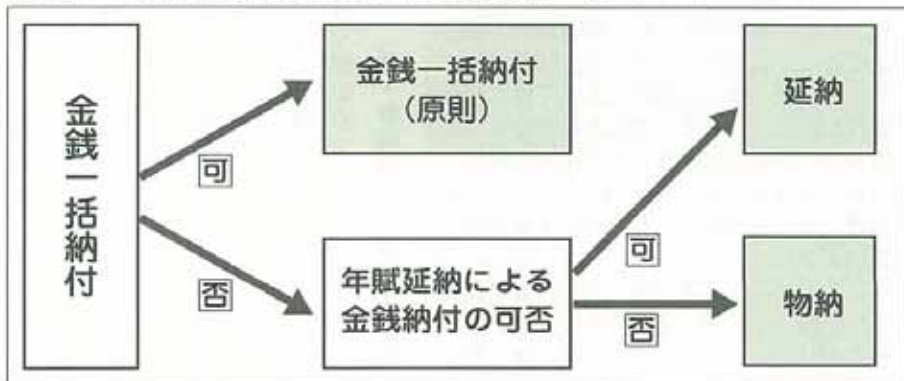 金銭一括納付
可
否
金銭一括納付
（原則）
年賦延納による
金銭納付の可否
可
否
延納
物納